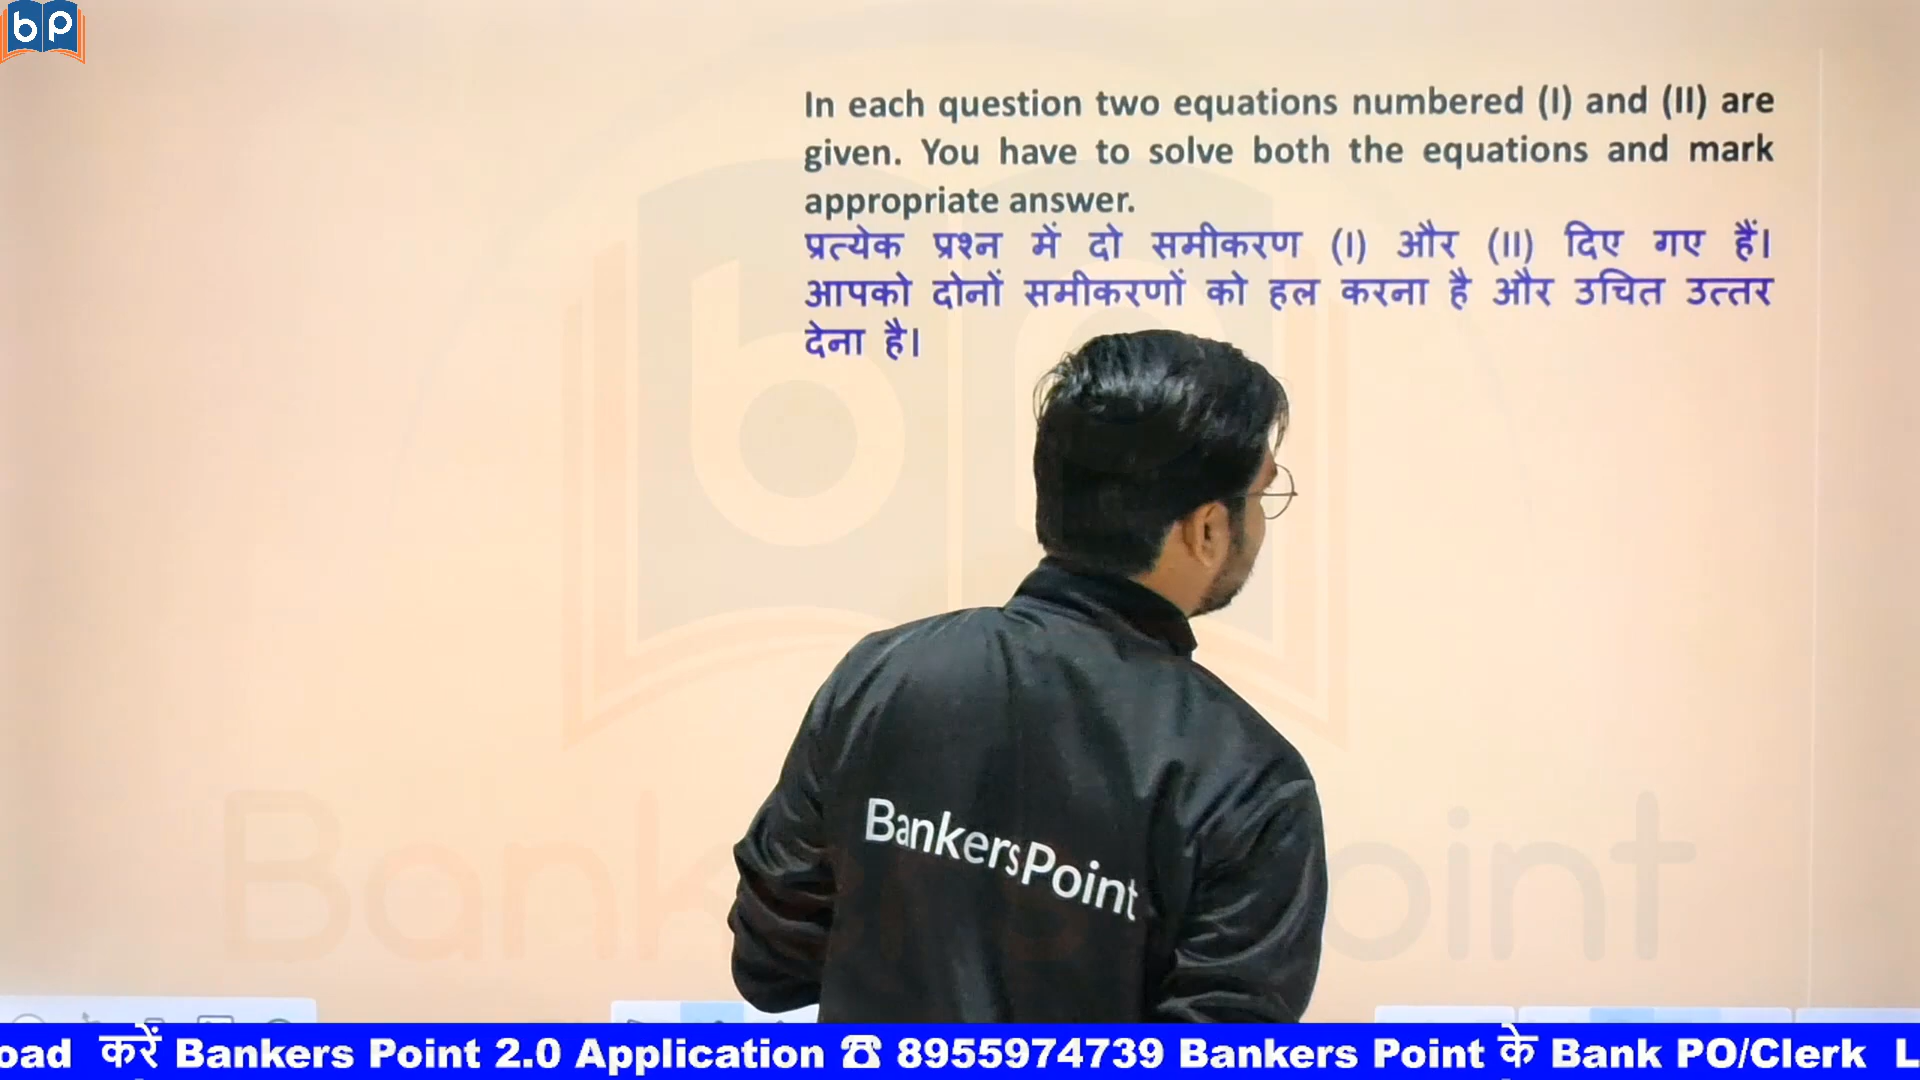 bp
In each question two equations numbered (I) and (II) are
given. You have to solve both the equations and mark
appropriate answer.
प्रत्येक प्रश्न में दो समीकरण (I) और (II) दिए गए हैं।
आपको दोनों समीकरणों को हल करना है और उचित उत्तर
देना है।
BankersPoint
oad करें Bankers Point 2.0 Application ☎ 8955974739 Bankers Point के Bank PO/Clerk L